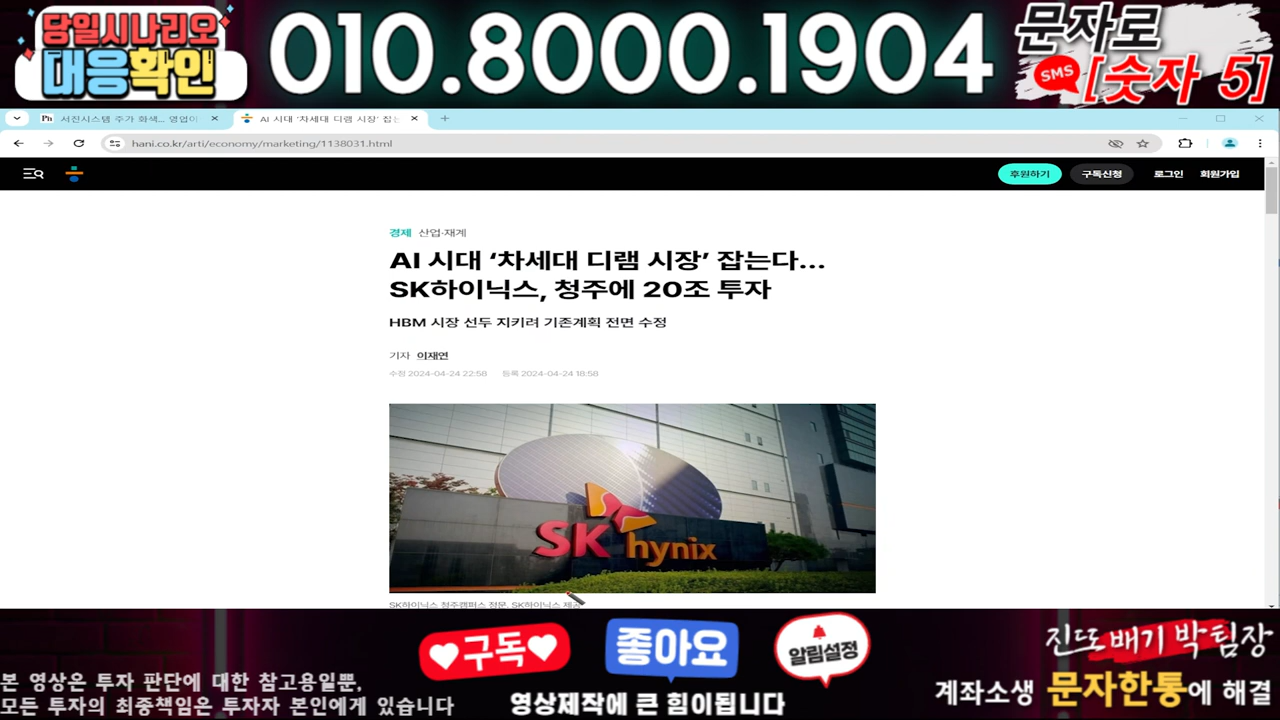 당일시나리오
대응확인
010.8000.1904
문자로
SMS [숫자 5]
서진시스템 주가 화색... 영업이
AI 시대 '차세대 디램 시장' 잡는
hani.co.kr/arti/economy/marketing/1138031.html
후원하기 구독신청 로그인 회원가입
경제 산업·재계
AI 시대 ‘차세대 디램 시장’ 잡는다…
SK하이닉스, 청주에 20조 투자
HBM 시장 선두 지키려 기존계획 전면 수정
기자 이재연
수정 2024-04-24 22:58 등록 2024-04-24 18:58
SK hynix
SK하이닉스 청주캠퍼스 정문. SK하이닉스 제공
구독 좋아요 알림설정
진또배기 박팀장
본 영상은 투자 판단에 대한 참고용일뿐,
모든 투자의 최종책임은 투자자 본인에게 있습니다
영상제작에 큰 힘이됩니다
계좌소생 문자한통에 해결